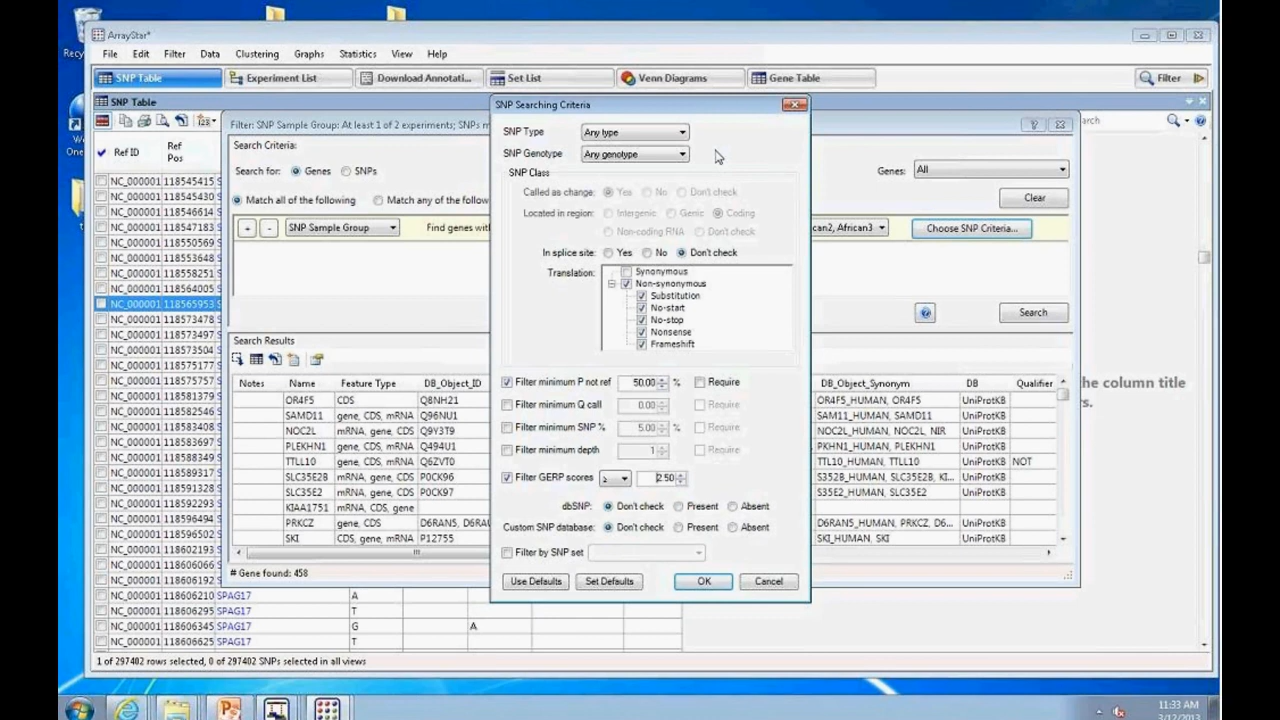 Recy
ArrayStar*
File Edit Filter Data Clustering Graphs Statistics View Help
SNP Table Experiment List Download Annotati... Set List Venn Diagrams Gene Table Filter
SNP Table
Ref ID Ref Pos
NC_000001 118545415
NC_000001 118545430
NC_000001 118546614
NC_000001 118547183
NC_000001 118550569
NC_000001 118553648
NC_000001 118558251
NC_000001 118564005
NC_000001 118565953
NC_000001 118573478
NC_000001 118573497
NC_000001 118573504
NC_000001 118575177
NC_000001 118575757
NC_000001 118581379
NC_000001 118582546
NC_000001 118583408
NC_000001 118583697
NC_000001 118588349
NC_000001 118589317
NC_000001 118591328
NC_000001 118592293
NC_000001 118596494
NC_000001 118596502
NC_000001 118602193
NC_000001 118606066
NC_000001 118606192
NC_000001 118606210 SPAG17 A
NC_000001 118606295 SPAG17 T
NC_000001 118606345 SPAG17 G A
NC_000001 118606625 SPAG17 T
1 of 297402 rows selected, 0 of 297402 SNPs selected in all views
Filter: SNP Sample Group: At least 1 of 2 experiments; SNPs m
Search Criteria:
Search for: Genes SNPs
Genes: All
Match all of the following Match any of the follow
Clear
+ - SNP Sample Group Find genes wit
can2, African3 Choose SNP Criteria...
Search
Search Results
Notes Name Feature Type DB_Object_ID DB_Object_Synonym DB Qualifier
OR4F5 CDS Q8NH21 OR4F5_HUMAN, OR4F5 UniProtKB
SAMD11 gene, CDS, mRNA Q96NU1 SAM11_HUMAN, SAMD11 UniProtKB
NOC2L mRNA, gene, CDS Q9Y3T9 NOC2L_HUMAN, NOC2L, NIR UniProtKB
PLEKHN1 gene, CDS, mRNA Q494U1 PKHN1_HUMAN, PLEKHN1 UniProtKB
TTLL10 mRNA, gene, CDS Q6ZVT0 TTL10_HUMAN, TTLL10 UniProtKB NOT
SLC35E2B mRNA, gene, CDS P0CK96 S352B_HUMAN, SLC35E2B, KI... UniProtKB
SLC35E2 mRNA, gene, CDS P0CK97 S35E2_HUMAN, SLC35E2 UniProtKB
KIAA1751 mRNA, CDS, gene
PRKCZ gene, CDS D6RAN5, D6RA5_HUMAN, PRKCZ, D6... UniProtKB
SKI CDS, mRNA, gene P12755 SKI_HUMAN, SKI UniProtKB
# Gene found: 458
SNP Searching Criteria
SNP Type Any type
SNP Genotype Any genotype
SNP Class
Called as change: Yes No Don't check
Located in region: Intergenic Genic Coding
Non-coding RNA Don't check
In splice site: Yes No Don't check
Translation: Synonymous
Non-synonymous
Substitution
No-start
No-stop
Nonsense
Frameshift
Filter minimum P not ref 50.00 % Require
Filter minimum Q call 0.00 Require
Filter minimum SNP % 5.00 % Require
Filter minimum depth 1 Require
Filter GERP scores ≥ 2.50
dbSNP: Don't check Present Absent
Custom SNP database: Don't check Present Absent
Filter by SNP set
Use Defaults Set Defaults OK Cancel
arch
he column title
rs.
11:33 AM
3/12/2013